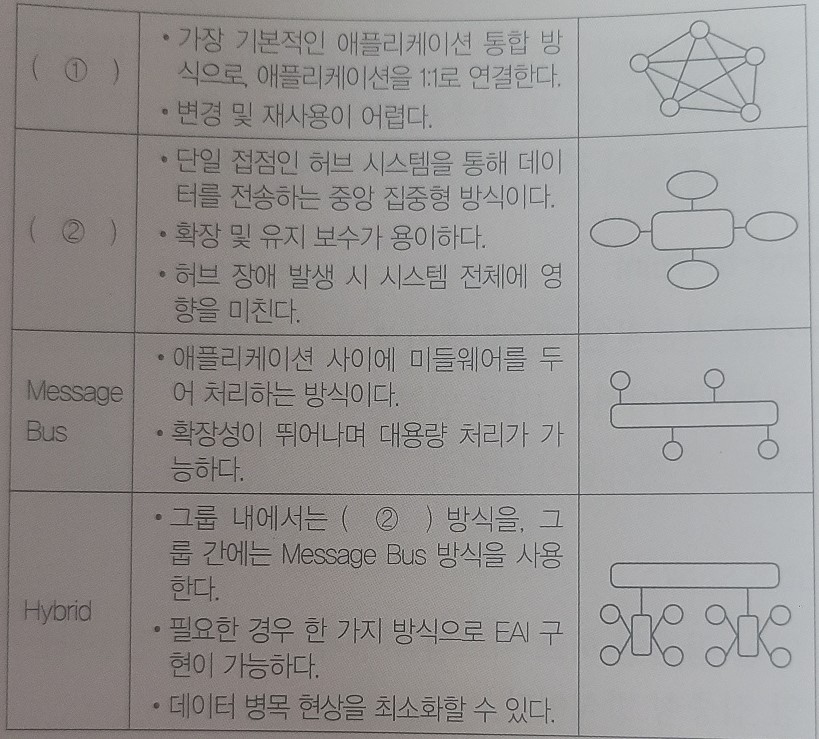 ( ① )
• 가장 기본적인 애플리케이션 통합 방
식으로, 애플리케이션을 1:1로 연결한다.
• 변경 및 재사용이 어렵다.
( ② )
• 단일 접점인 허브 시스템을 통해 데이
터를 전송하는 중앙 집중형 방식이다.
• 확장 및 유지 보수가 용이하다.
• 허브 장애 발생 시 시스템 전체에 영
향을 미친다.
Message
Bus
• 애플리케이션 사이에 미들웨어를 두
어 처리하는 방식이다.
• 확장성이 뛰어나며 대용량 처리가 가
능하다.
Hybrid
• 그룹 내에서는 ( ② ) 방식을, 그
룹 간에는 Message Bus 방식을 사용
한다.
• 필요한 경우 한 가지 방식으로 EAI 구
현이 가능하다.
• 데이터 병목 현상을 최소화할 수 있다.